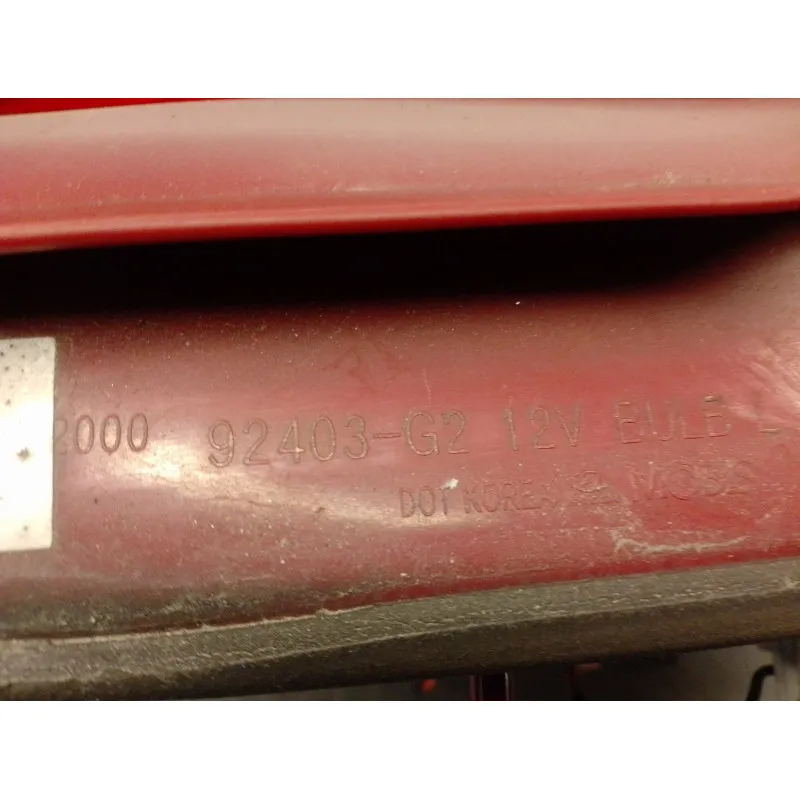 2000 92403-G2 12V BULB L
DOT KOREA MOBIS